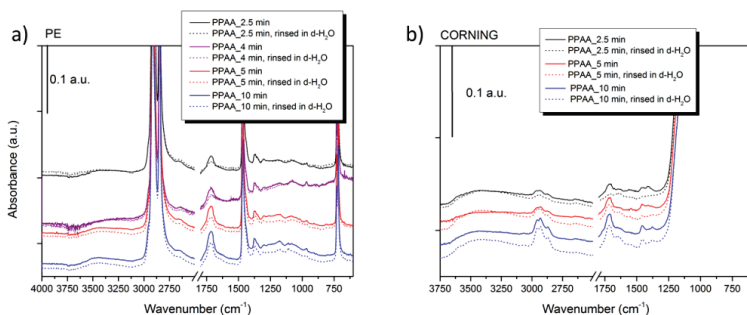 a)
PE
PPAA_2.5 min
PPAA_2.5 min, rinsed in d-H₂O
PPAA_4 min
PPAA_4 min, rinsed in d-H₂O
PPAA_5 min
PPAA_5 min, rinsed in d-H₂O
PPAA_10 min
PPAA_10 min, rinsed in d-H₂O
0.1 a.u.
Absorbance (a.u.)
4000 3500 3000 2750 1750 1500 1250 1000 750
Wavenumber (cm⁻¹)
b)
CORNING
PPAA_2.5 min
PPAA_2.5 min, rinsed in d-H₂O
PPAA_5 min
PPAA_5 min, rinsed in d-H₂O
PPAA_10 min
PPAA_10 min, rinsed in d-H₂O
0.1 a.u.
3750 3500 3250 3000 2750 1750 1500 1250 1000 750 500
Wavenumber (cm⁻¹)